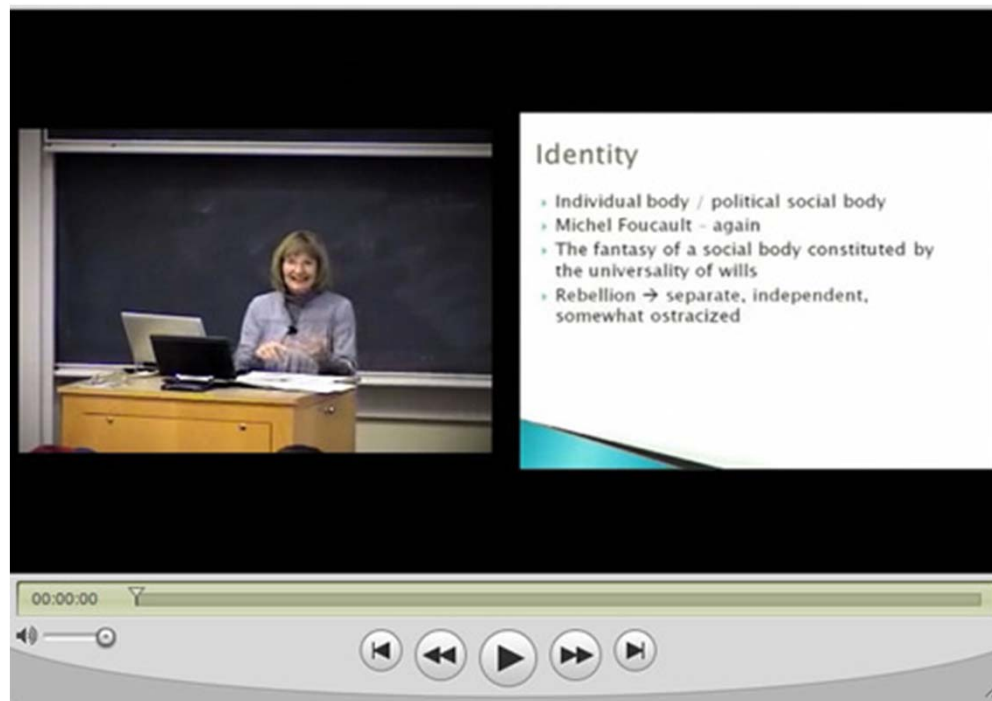 Identity
Individual body / political social body
Michel Foucault - again
The fantasy of a social body constituted by
the universality of wills
Rebellion → separate, independent,
somewhat ostracized
00:00:00